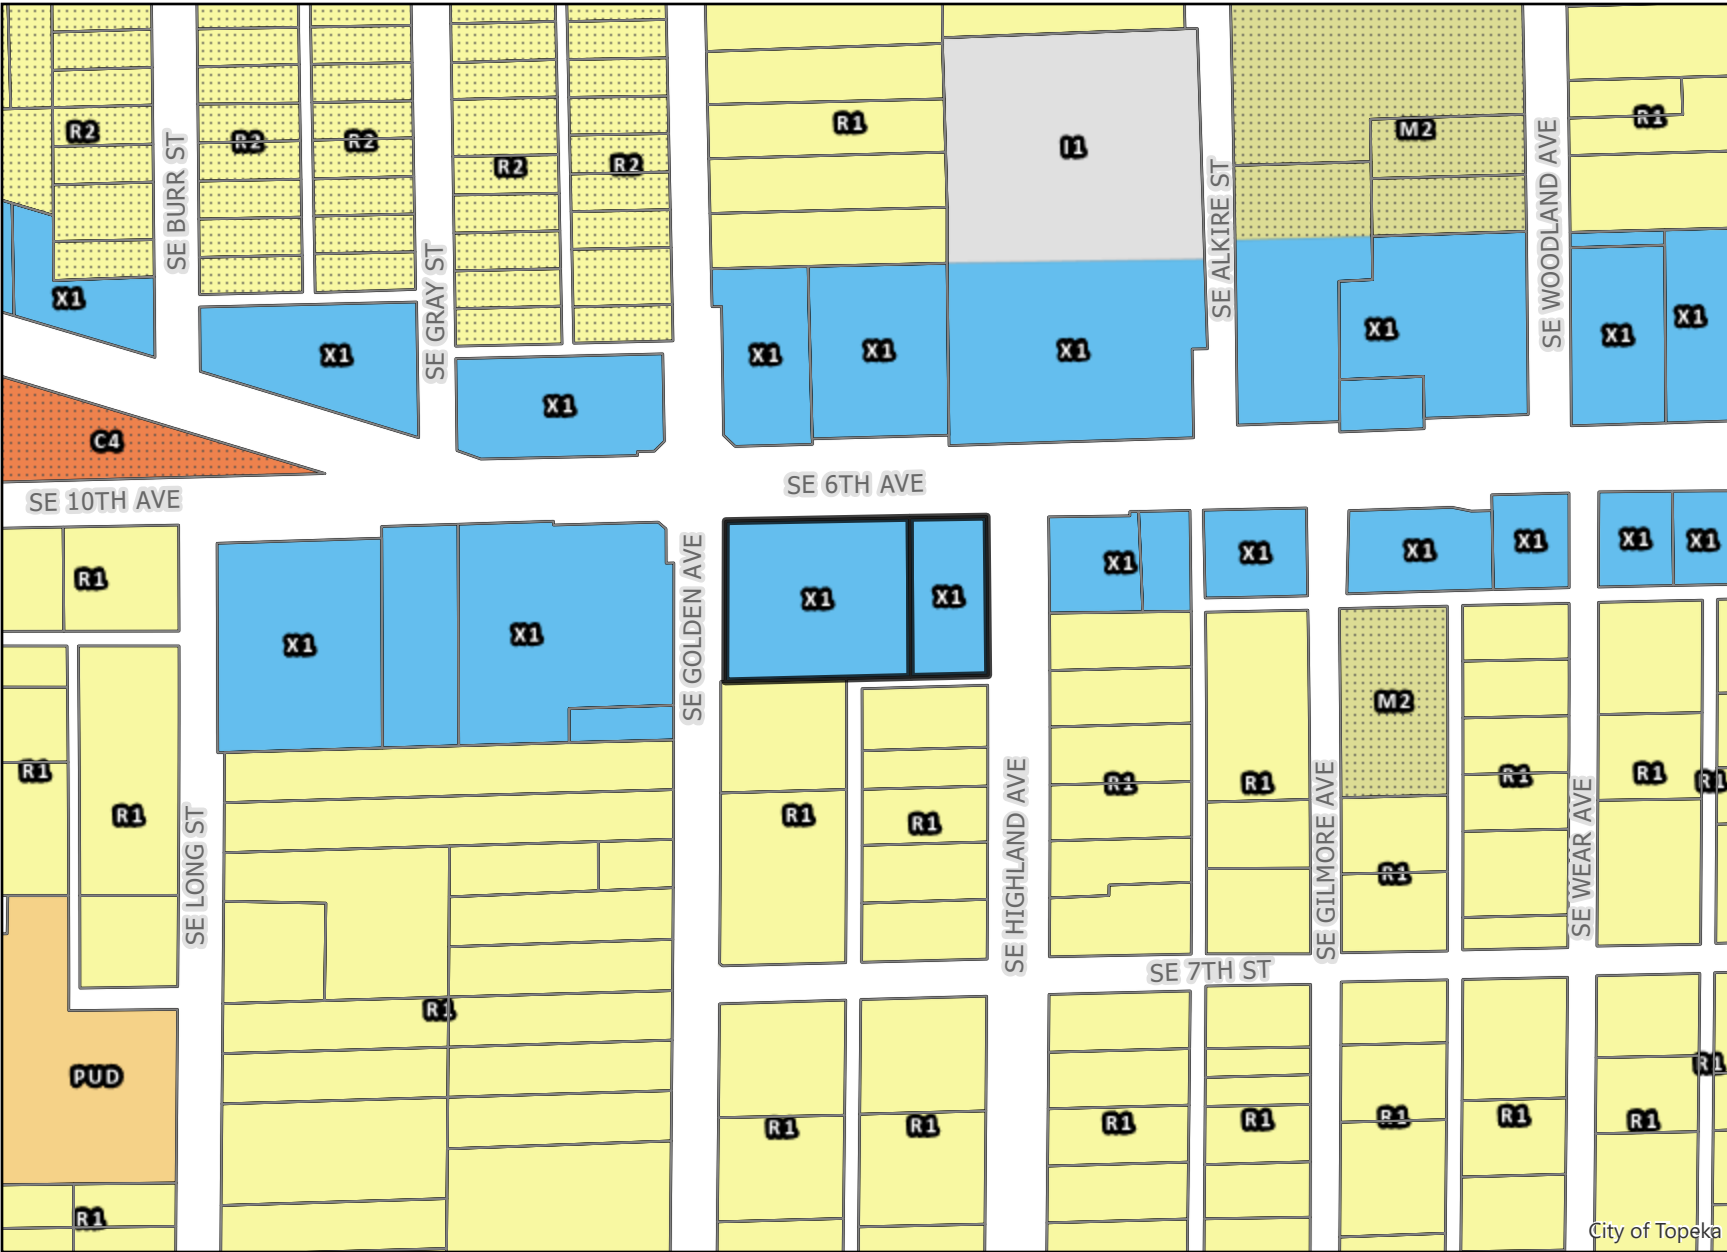 R2
SE BURR ST
R2
R2
R2
R2
R1
I1
SE ALKIRE ST
M2
SE WOODLAND AVE
R1
X1
X1
SE GRAY ST
X1
X1
X1
X1
X1
X1
X1
C4
SE 10TH AVE
SE 6TH AVE
R1
X1
X1
SE GOLDEN AVE
X1
X1
X1
X1
X1
X1
X1
X1
R1
R1
SE LONG ST
R1
R1
R1
SE HIGHLAND AVE
R1
R1
SE GILMORE AVE
M2
R1
R1
SE WEAR AVE
R1
R1
SE 7TH ST
PUD
R1
R1
R1
R1
R1
R1
R1
R1
R1
R1
City of Topeka